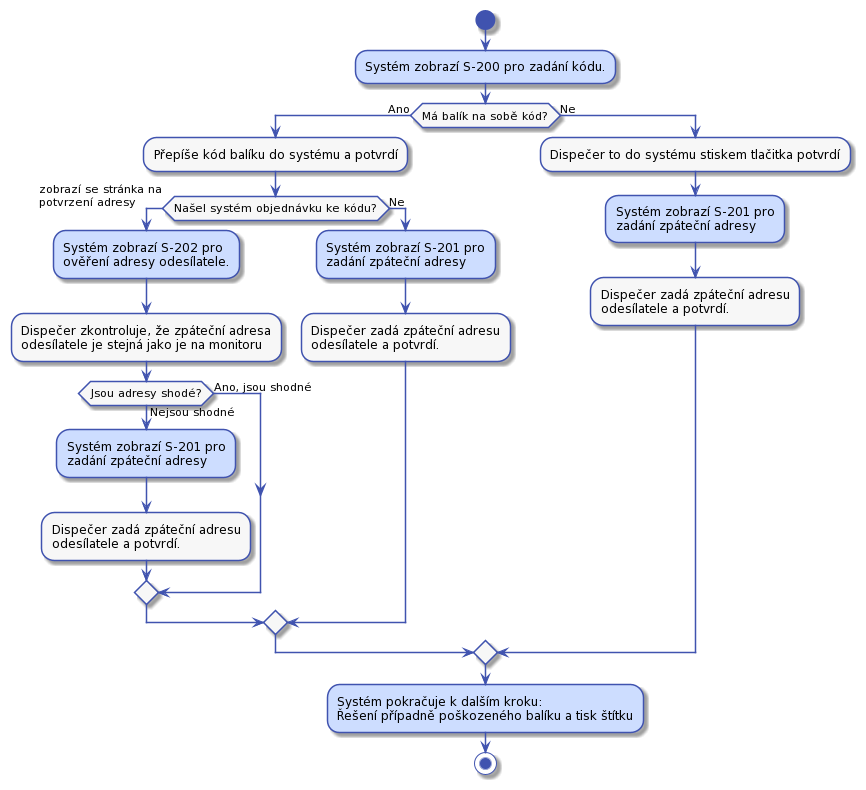 Systém zobrazí S-200 pro zadání kódu.
Ano
Má balík na sobě kód?
Ne
Přepíše kód balíku do systému a potvrdí
Dispečer to do systému stiskem tlačitka potvrdí
zobrazí se stránka na
potvrzení adresy
Našel systém objednávku ke kódu?
Ne
Systém zobrazí S-202 pro
ověření adresy odesílatele.
Systém zobrazí S-201 pro
zadání zpáteční adresy
Systém zobrazí S-201 pro
zadání zpáteční adresy
Dispečer zkontroluje, že zpáteční adresa
odesílatele je stejná jako je na monitoru
Dispečer zadá zpáteční adresu
odesílatele a potvrdí.
Dispečer zadá zpáteční adresu
odesílatele a potvrdí.
Jsou adresy shodé?
Ano, jsou shodné
Nejsou shodné
Systém zobrazí S-201 pro
zadání zpáteční adresy
Dispečer zadá zpáteční adresu
odesílatele a potvrdí.
Systém pokračuje k dalším kroku:
Řešení případně poškozeného balíku a tisk štítku